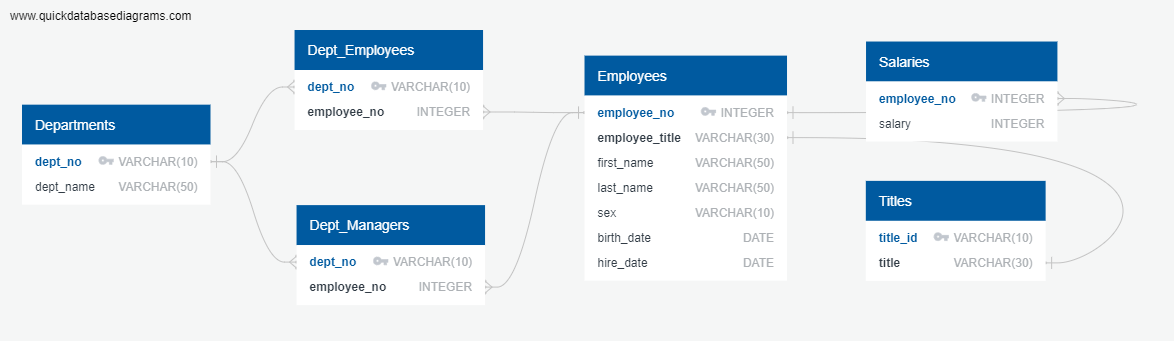 www.quickdatabasediagrams.com
Departments
dept_no VARCHAR(10)
dept_name VARCHAR(50)
Dept_Employees
dept_no VARCHAR(10)
employee_no INTEGER
Dept_Managers
dept_no VARCHAR(10)
employee_no INTEGER
Employees
employee_no INTEGER
employee_title VARCHAR(30)
first_name VARCHAR(50)
last_name VARCHAR(50)
sex VARCHAR(10)
birth_date DATE
hire_date DATE
Salaries
employee_no INTEGER
salary INTEGER
Titles
title_id VARCHAR(10)
title VARCHAR(30)